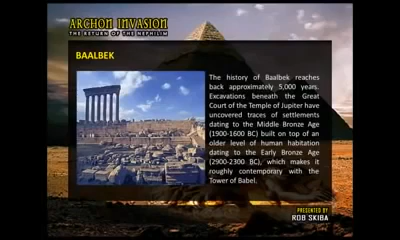 ARCHON INVASION
THE RETURN OF THE NEPHILIM
BAALBEK
The history of Baalbek reaches
back approximately 5,000 years.
Excavations beneath the Great
Court of the Temple of Jupiter have
uncovered traces of settlements
dating to the Middle Bronze Age
(1900-1600 BC) built on top of an
older level of human habitation
dating to the Early Bronze Age
(2900-2300 BC), which makes it
roughly contemporary with the
Tower of Babel.
PRESENTED BY
ROB SKIBA